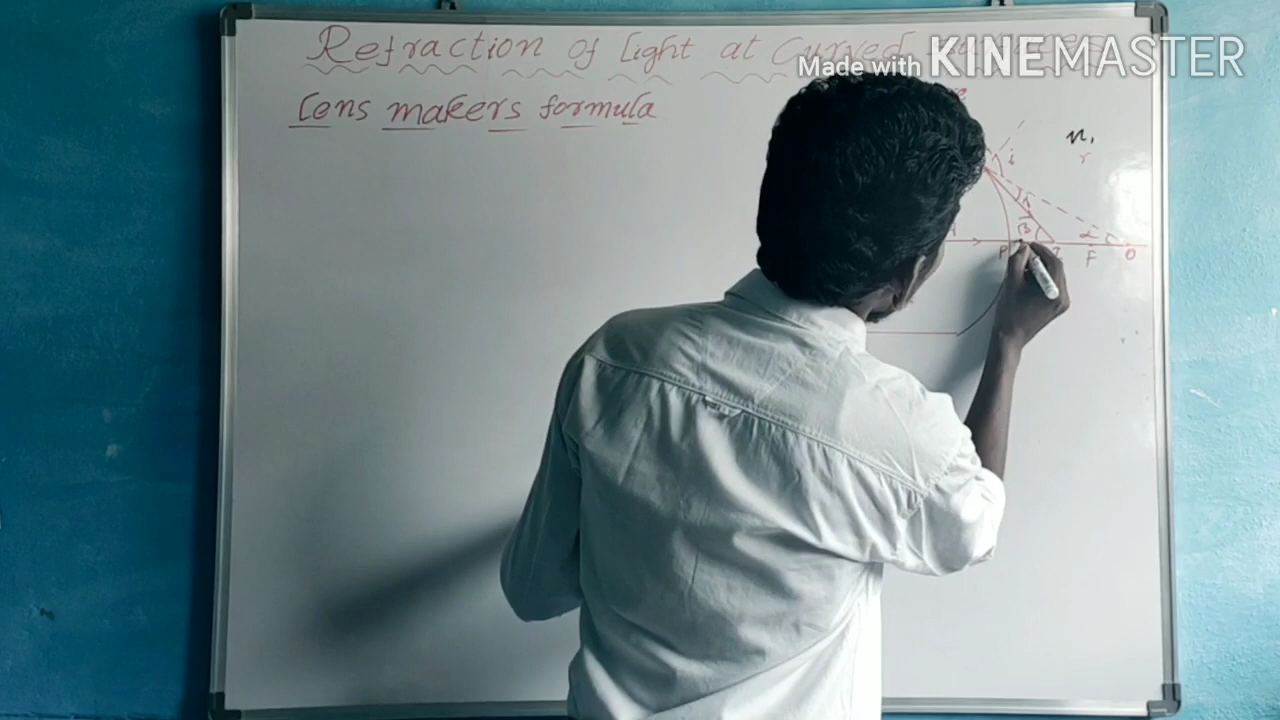 Refraction of light at Curved
Made with KINEMASTER
Lens makers formula
n,
r
i
r
β
α
P
F
O